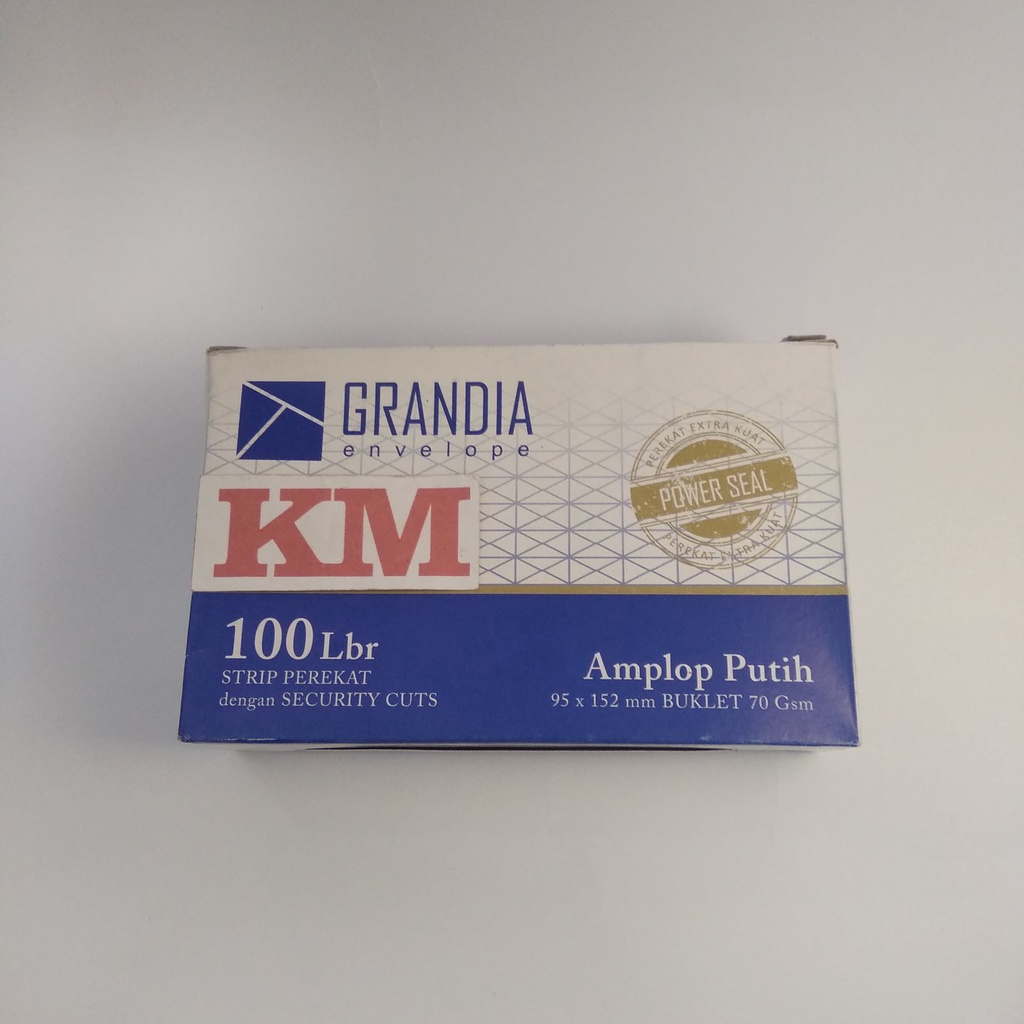 GRANDIA
envelope
PEREKAT EXTRA KUAT
POWER SEAL
PEREKAT EXTRA KUAT
KM
100 Lbr
STRIP PEREKAT
dengan SECURITY CUTS
Amplop Putih
95 x 152 mm BUKLET 70 Gsm